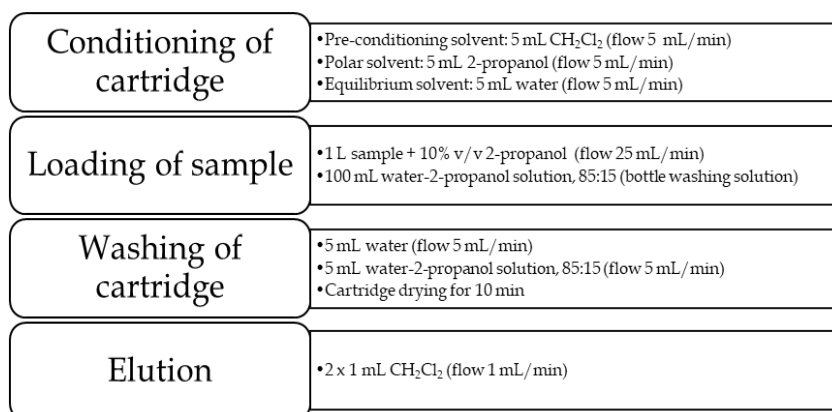 Conditioning of
cartridge
•Pre-conditioning solvent: 5 mL CH₂Cl₂ (flow 5 mL/min)
•Polar solvent: 5 mL 2-propanol (flow 5 mL/min)
•Equilibrium solvent: 5 mL water (flow 5 mL/min)
Loading of sample
•1 L sample + 10% v/v 2-propanol (flow 25 mL/min)
•100 mL water-2-propanol solution, 85:15 (bottle washing solution)
Washing of
cartridge
•5 mL water (flow 5 mL/min)
•5 mL water-2-propanol solution, 85:15 (flow 5 mL/min)
•Cartridge drying for 10 min
Elution
•2 x 1 mL CH₂Cl₂ (flow 1 mL/min)